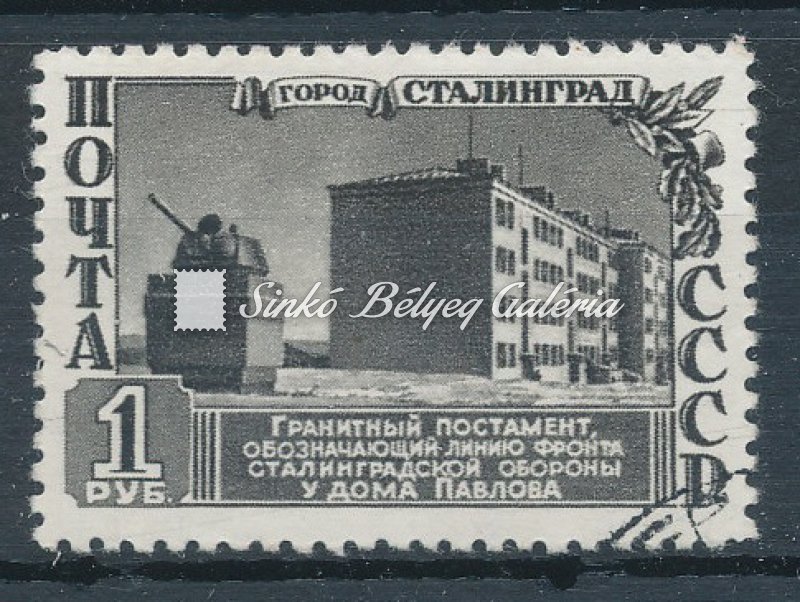 ГОРОД СТАЛИНГРАД
ПОЧТА
СССР
Sinkó Bélyeg Galéria
1
РУБ.
ГРАНИТНЫЙ ПОСТАМЕНТ,
ОБОЗНАЧАЮЩИЙ ЛИНИЮ ФРОНТА
СТАЛИНГРАДСКОЙ ОБОРОНЫ
У ДОМА ПАВЛОВА